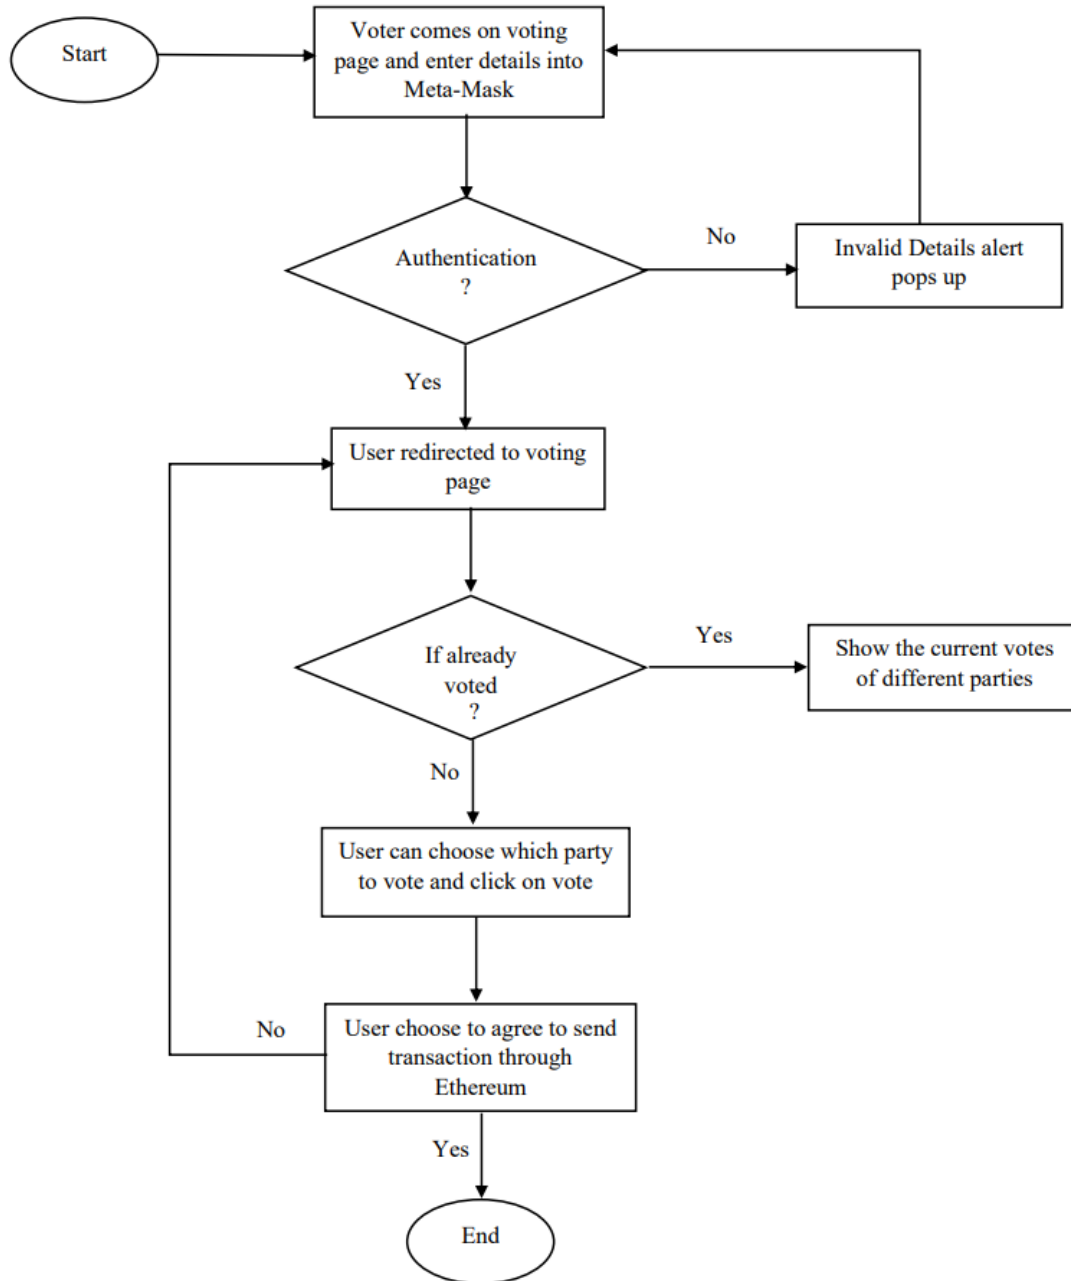 Start
Voter comes on voting
page and enter details into
Meta-Mask
Authentication
?
No
Invalid Details alert
pops up
Yes
User redirected to voting
page
If already
voted
?
Yes
Show the current votes
of different parties
No
User can choose which party
to vote and click on vote
No
User choose to agree to send
transaction through
Ethereum
Yes
End